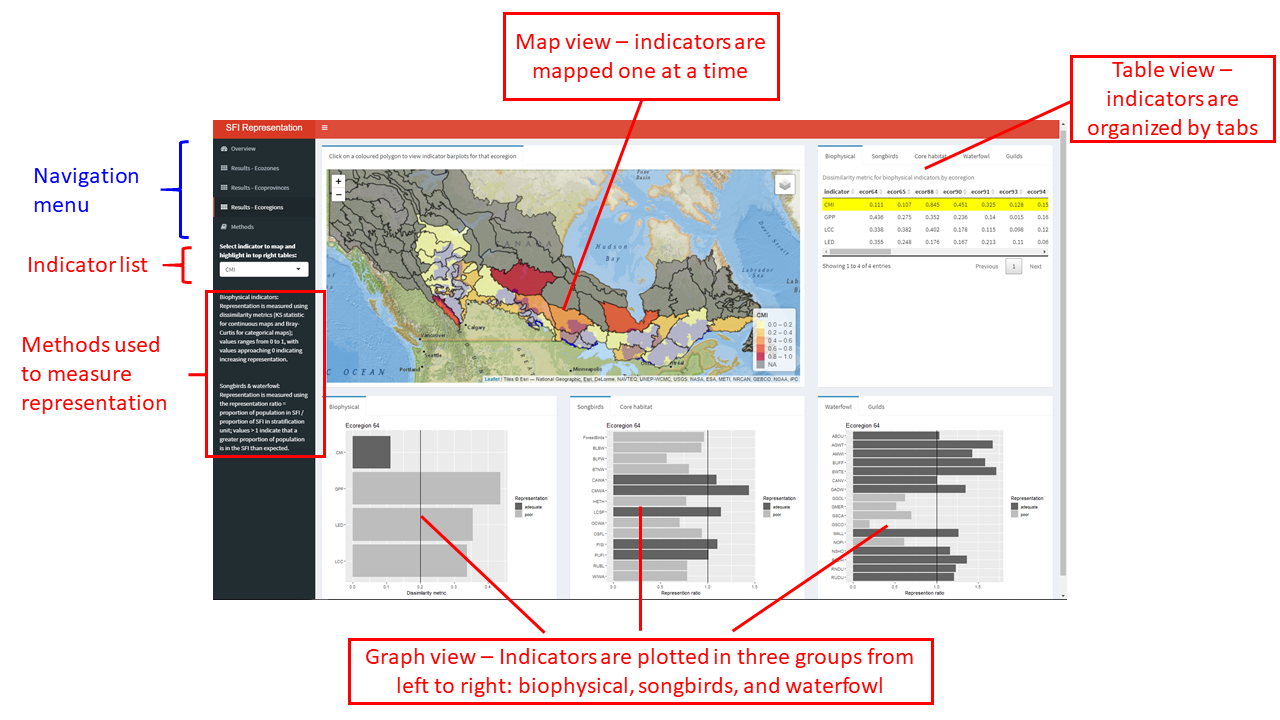 Map view – indicators are
mapped one at a time
Table view –
indicators are
organized by tabs
Navigation
menu
Indicator list
Methods used
to measure
representation
SFI Representation
Overview
Results - Ecozones
Results - Ecoprovinces
Results - Ecoregions
Methods
Select indicator to map and
highlight in top right tables:
CMI
Biophysical indicators:
Representation is measured using
dissimilarity metrics (KS statistic
for continuous maps and Bray-
Curtis for categorical maps);
values ranges from 0 to 1, with
values approaching 0 indicating
increasing representation.
Songbirds & waterfowl:
Representation is measured using
the representation ratio =
proportion of population in SFI /
proportion of SFI in stratification
unit; values > 1 indicate that a
greater proportion of population
is in the SFI than expected.
Click on a coloured polygon to view indicator barplots for that ecoregion
+
−
Foxe
Basin
Davis Strait
Hudson
Bay
Labrador
Sea
CANADA
Calgary
Vancouver
Seattle
Portland
Minneapolis
Ottawa
Montreal
OCEAN
CMI
0.0 – 0.2
0.2 – 0.4
0.4 – 0.6
0.6 – 0.8
0.8 – 1.0
NA
Leaflet | Tiles © Esri — National Geographic, Esri, DeLorme, NAVTEQ, UNEP-WCMC, USGS, NASA, ESA, METI, NRCAN, GEBCO, NOAA, iPC
Biophysical Songbirds Core habitat Waterfowl Guilds
Dissimilarity metric for biophysical indicators by ecoregion
indicator ecor64 ecor65 ecor88 ecor90 ecor91 ecor93 ecor94
CMI 0.111 0.107 0.845 0.451 0.325 0.128 0.15
GPP 0.436 0.275 0.352 0.236 0.14 0.015 0.16
LCC 0.338 0.382 0.402 0.178 0.115 0.098 0.12
LED 0.355 0.248 0.176 0.167 0.213 0.11 0.06
Showing 1 to 4 of 4 entries Previous 1 Next
Biophysical
Ecoregion 64
CMI
GPP
LED
LCC
0.0 0.2 0.3 0.4
Dissimilarity metric
Representation
adequate
poor
Songbirds Core habitat
Ecoregion 64
ForestBirds
BLBW
BLPW
BTNW
CAWA
CMWA
HETH
LCSP
OCWA
OSFL
PISI
PUFI
RUBL
WIWA
0.0 0.5 1.0 1.5
Represention ratio
Representation
adequate
poor
Waterfowl Guilds
Ecoregion 64
ABDU
AGWT
AMWI
BUFF
BWTE
CANV
GADW
GOGL
GMER
GSCA
GSCO
MALL
NOPI
NSHO
RNDU
RUDU
0.0 0.5 1.0 1.5
Represention ratio
Representation
adequate
poor
Graph view – Indicators are plotted in three groups from
left to right: biophysical, songbirds, and waterfowl